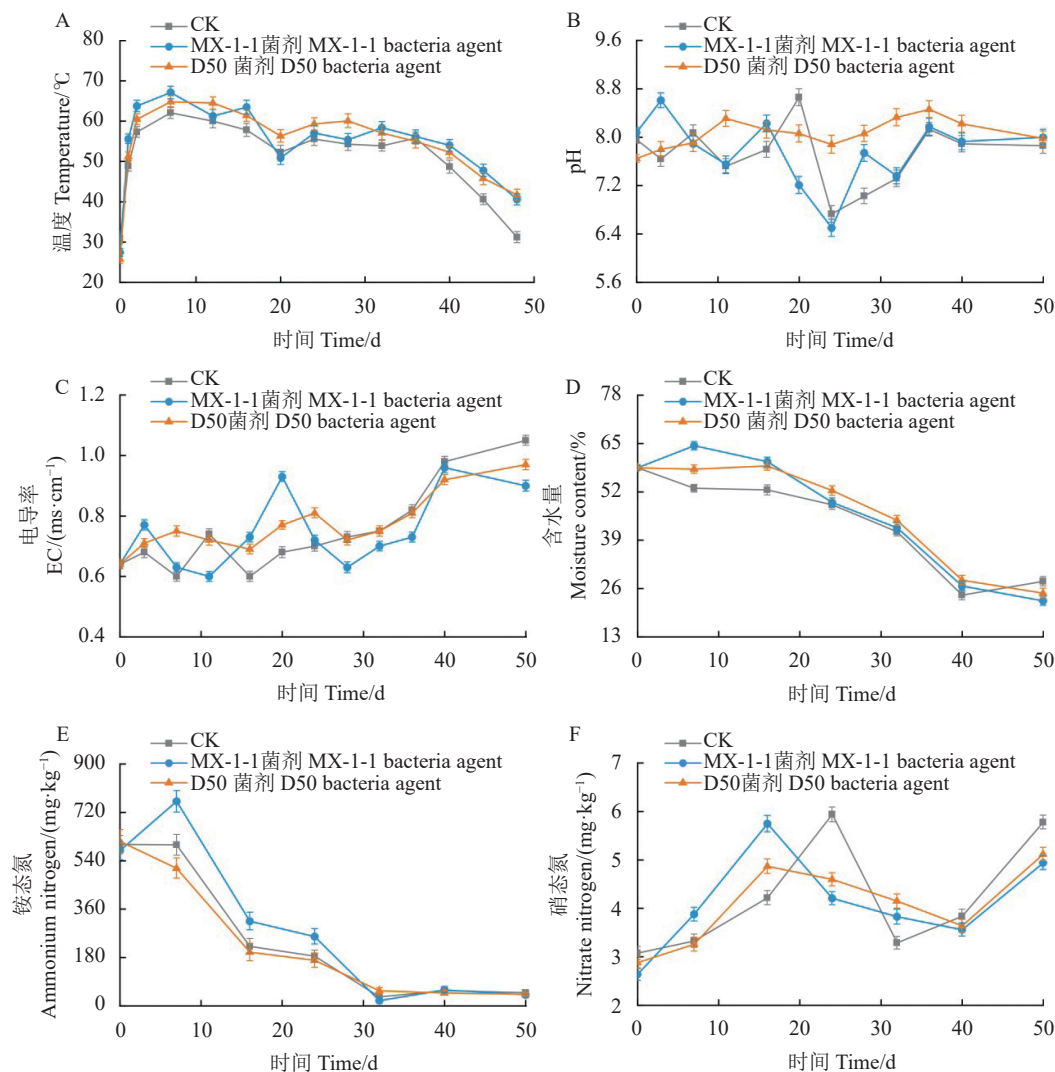 A
CK
MX-1-1菌剂 MX-1-1 bacteria agent
D50 菌剂 D50 bacteria agent
80
70
60
50
40
30
20
温度 Temperature/℃
0 10 20 30 40 50
时间 Time/d
B
CK
MX-1-1菌剂 MX-1-1 bacteria agent
D50 菌剂 D50 bacteria agent
9.6
8.8
8.0
7.2
6.4
5.6
pH
0 10 20 30 40 50
时间 Time/d
C
CK
MX-1-1菌剂 MX-1-1 bacteria agent
D50菌剂 D50 bacteria agent
1.2
1.0
0.8
0.6
0.4
电导率
EC/(ms·cm⁻¹)
0 10 20 30 40 50
时间 Time/d
D
CK
MX-1-1菌剂 MX-1-1 bacteria agent
D50 菌剂 D50 bacteria agent
78
65
52
39
26
13
含水量
Moisture content/%
0 10 20 30 40 50
时间 Time/d
E
CK
MX-1-1菌剂 MX-1-1 bacteria agent
D50 菌剂 D50 bacteria agent
900
720
540
360
180
0
铵态氮
Ammonium nitrogen/(mg·kg⁻¹)
0 10 20 30 40 50
时间 Time/d
F
CK
MX-1-1菌剂 MX-1-1 bacteria agent
D50菌剂 D50 bacteria agent
7
6
5
4
3
2
硝态氮
Nitrate nitrogen/(mg·kg⁻¹)
0 10 20 30 40 50
时间 Time/d